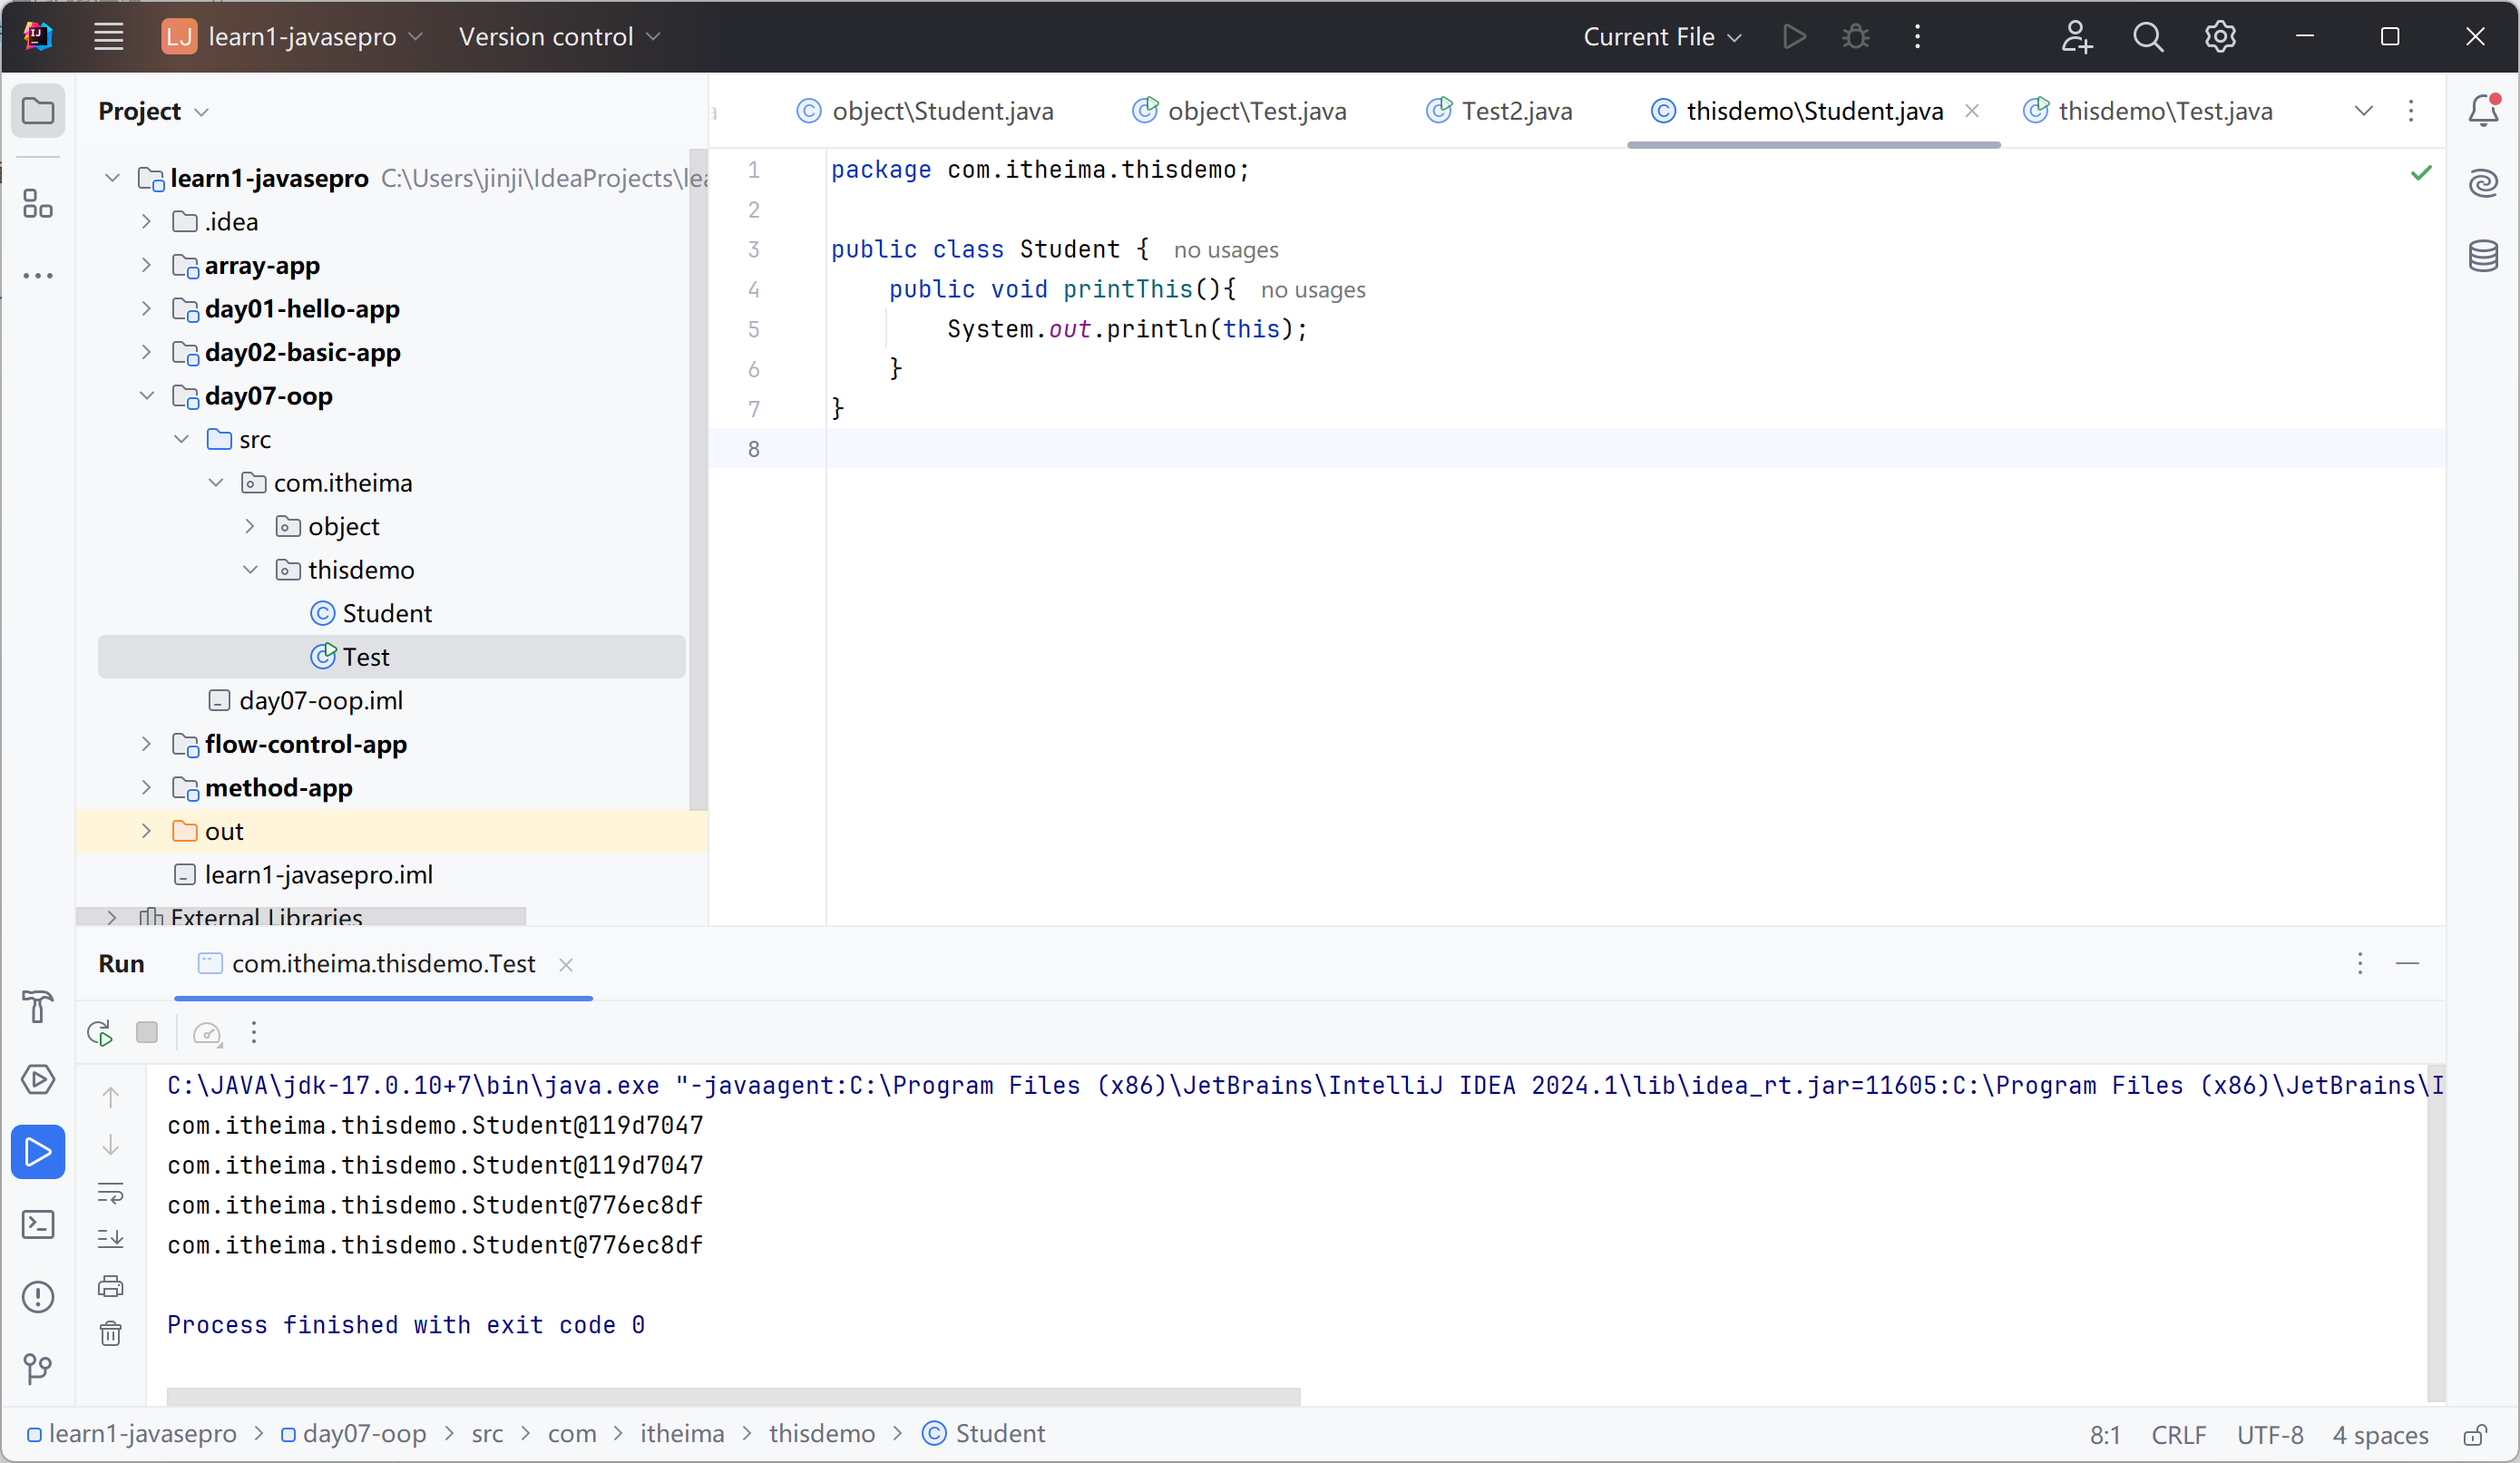 LJ learn1-javasepro Version control Current File
Project
object\Student.java object\Test.java Test2.java thisdemo\Student.java thisdemo\Test.java
learn1-javasepro C:\Users\jinji\IdeaProjects\lea
.idea
array-app
day01-hello-app
day02-basic-app
day07-oop
src
com.itheima
object
thisdemo
Student
Test
day07-oop.iml
flow-control-app
method-app
out
learn1-javasepro.iml
External Libraries
1 package com.itheima.thisdemo;
2
3 public class Student { no usages
4 public void printThis(){ no usages
5 System.out.println(this);
6 }
7 }
8
Run com.itheima.thisdemo.Test
C:\JAVA\jdk-17.0.10+7\bin\java.exe "-javaagent:C:\Program Files (x86)\JetBrains\IntelliJ IDEA 2024.1\lib\idea_rt.jar=11605:C:\Program Files (x86)\JetBrains\I
com.itheima.thisdemo.Student@119d7047
com.itheima.thisdemo.Student@119d7047
com.itheima.thisdemo.Student@776ec8df
com.itheima.thisdemo.Student@776ec8df
Process finished with exit code 0
learn1-javasepro > day07-oop > src > com > itheima > thisdemo > Student 8:1 CRLF UTF-8 4 spaces